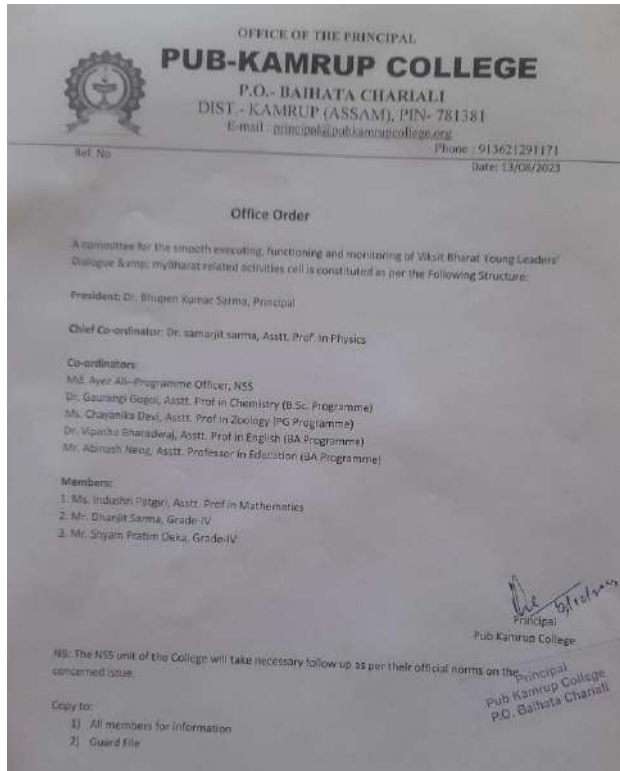 OFFICE OF THE PRINCIPAL
PUB-KAMRUP COLLEGE
P.O.- BAIHATA CHARIALI
DIST.- KAMRUP (ASSAM), PIN- 781381
E-mail : principal@pubkamrupcollege.org
Ref. No
Phone : 913621291171
Date: 13/08/2023
Office Order
A committee for the smooth executing, functioning and monitoring of Viksit Bharat Young Leaders'
Dialogue &amp; myBharat related activities cell is constituted as per the Following Structure:
President: Dr. Bhupen Kumar Sarma, Principal
Chief Co-ordinator: Dr. samarjit sarma, Asstt. Prof. in Physics
Co-ordinators:
Md. Ayez Ali–Programme Officer, NSS
Dr. Gaurangi Gogoi, Asstt. Prof in Chemistry (B.Sc. Programme)
Ms. Chayanika Devi, Asstt. Prof in Zoology (PG Programme)
Dr. Vipasha Bharadwaj, Asstt. Prof in English (BA Programme)
Mr. Abinash Neog, Asstt. Professor in Education (BA Programme)
Members:
1. Ms. Indushri Patgiri, Asstt. Prof in Mathematics
2. Mr. Dhanjit Sarma, Grade-IV
3. Mr. Shyam Pratim Deka, Grade-IV
Principal
Pub Kamrup College
NB: The NSS unit of the College will take necessary follow up as per their official norms on the
concerned issue.
Principal
Pub Kamrup College
P.O. Baihata Chariali
Copy to:
1) All members for information
2) Guard File